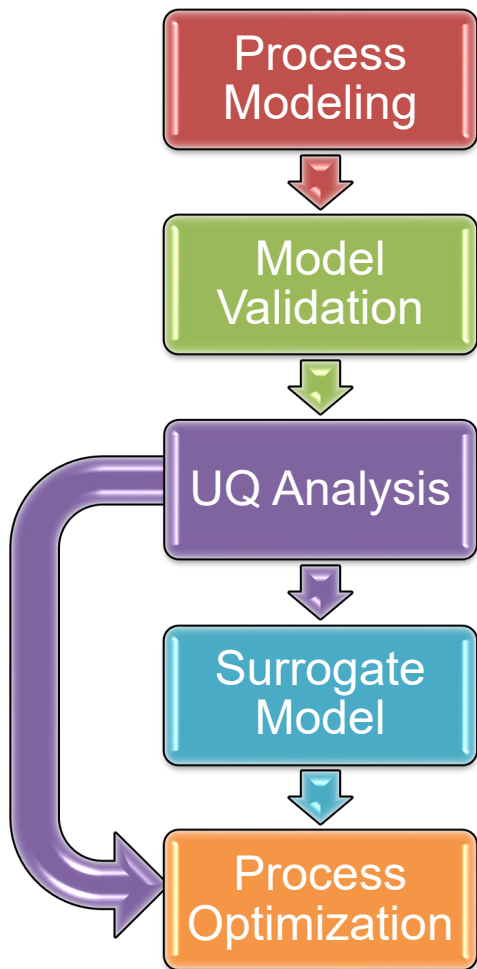 Process
Modeling
Model
Validation
UQ Analysis
Surrogate
Model
Process
Optimization